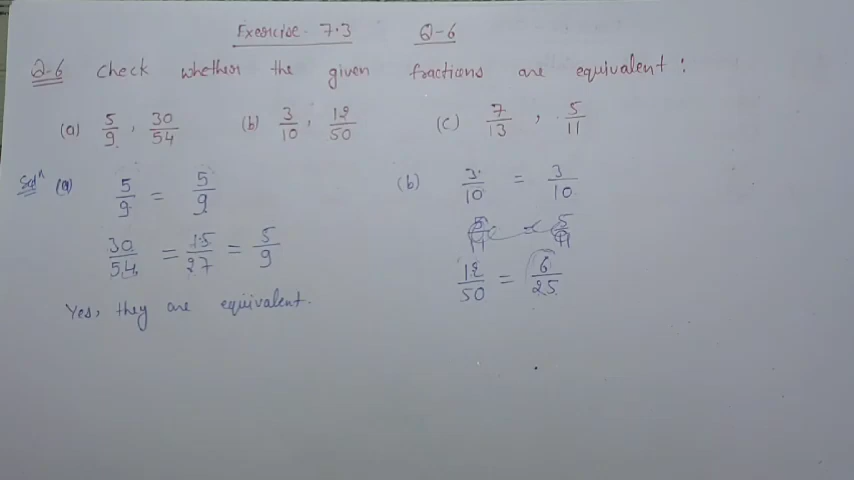 Exercise - 7.3 Q-6
Q-6 Check whether the given fractions are equivalent :
(a) 5/9 , 30/54 (b) 3/10 , 12/50 (c) 7/13 , 5/11
Solⁿ (a) 5/9 = 5/9
30/54 = 15/27 = 5/9
Yes, they are equivalent.
(b) 3/10 = 3/10
12/50 = 6/25